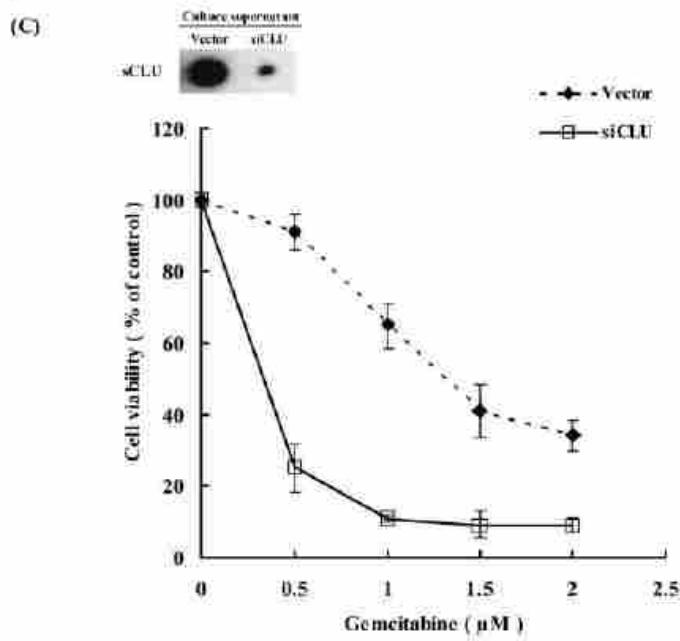 (C)
Culture supernatant
Vector siCLU
sCLU
Vector
siCLU
120
100
80
60
40
20
0
0 0.5 1 1.5 2 2.5
Cell viability ( % of control )
Gemcitabine ( µM )